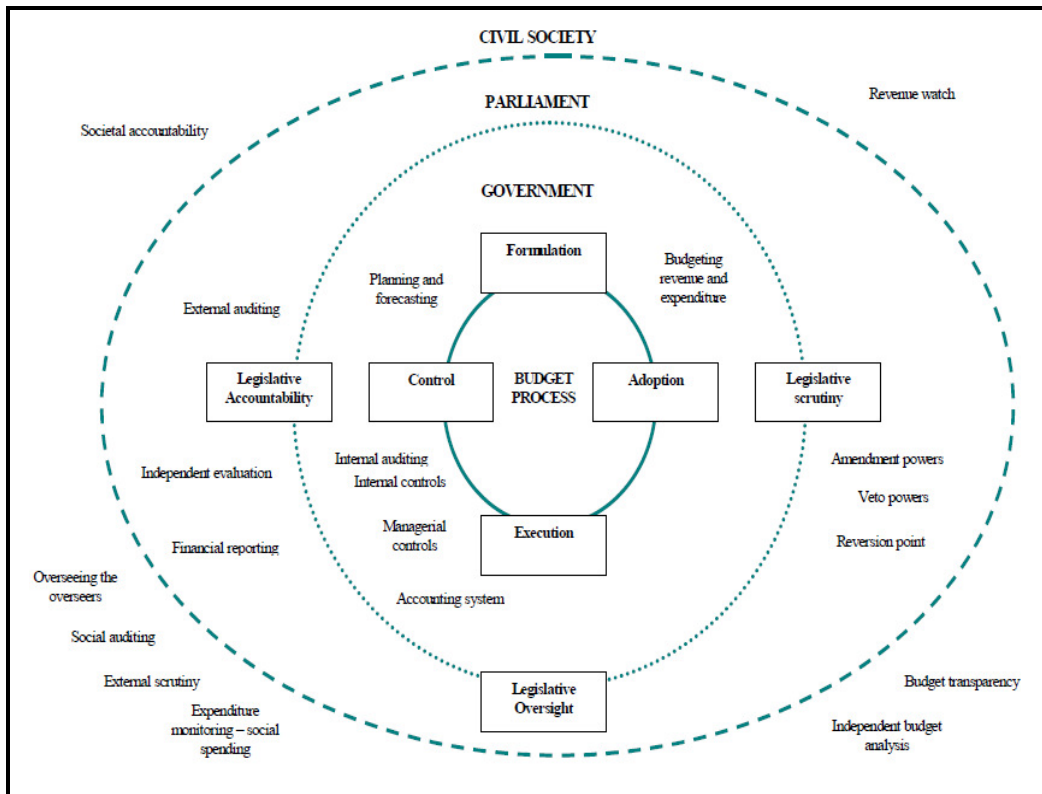 CIVIL SOCIETY
Revenue watch
PARLIAMENT
Societal accountability
GOVERNMENT
Formulation
Budgeting
revenue and
expenditure
Planning and
forecasting
External auditing
Legislative
Accountability
Control
BUDGET
PROCESS
Adoption
Legislative
scrutiny
Internal auditing
Internal controls
Amendment powers
Independent evaluation
Veto powers
Managerial
controls
Execution
Reversion point
Financial reporting
Overseeing the
overseers
Accounting system
Social auditing
External scrutiny
Legislative
Oversight
Budget transparency
Expenditure
monitoring – social
spending
Independent budget
analysis